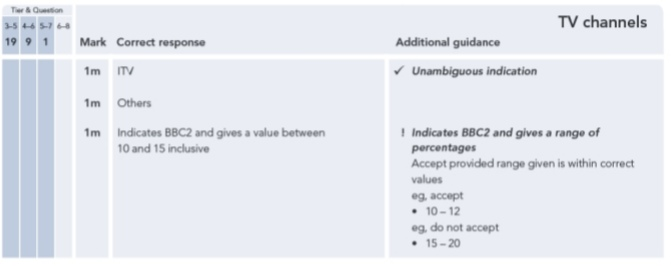 Tier & Question
3–5 4–6 5–7 6–8
TV channels
19 9 1
Mark Correct response
Additional guidance
1m ITV
✓ Unambiguous indication
1m Others
1m Indicates BBC2 and gives a value between
10 and 15 inclusive
! Indicates BBC2 and gives a range of
percentages
Accept provided range given is within correct
values
eg, accept
• 10 – 12
eg, do not accept
• 15 – 20